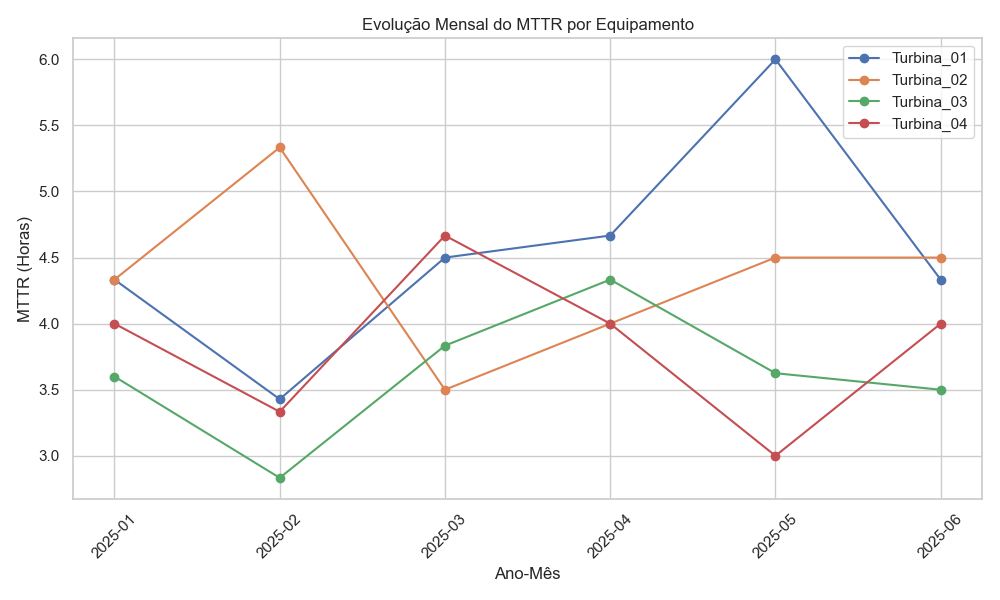 Evolução Mensal do MTTR por Equipamento
MTTR (Horas)
6.0
5.5
5.0
4.5
4.0
3.5
3.0
Turbina_01
Turbina_02
Turbina_03
Turbina_04
2025-01
2025-02
2025-03
2025-04
2025-05
2025-06
Ano-Mês